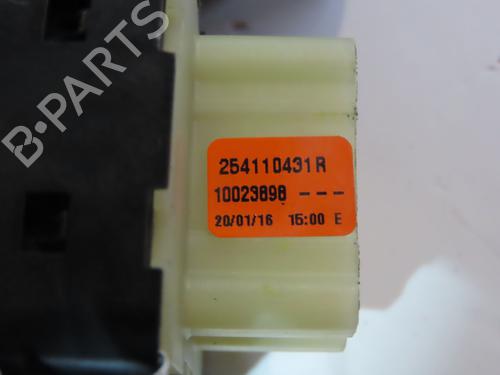 B-PARTS
254110431R
10023898 ---
20/01/16 15:00 E